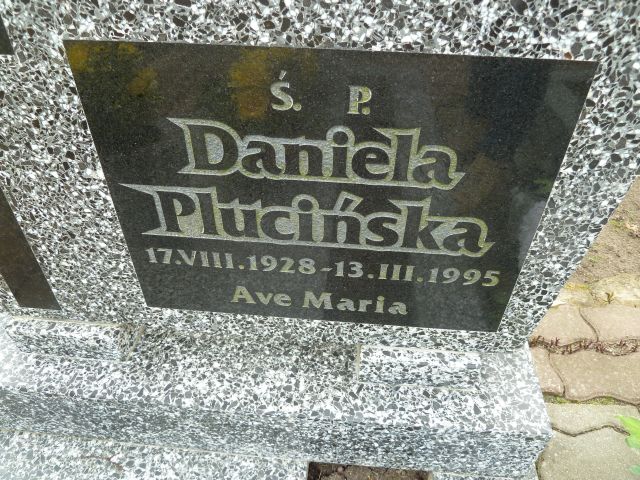 Ś. P.
Daniela
Plucińska
17.VIII.1928-13.III.1995
Ave Maria